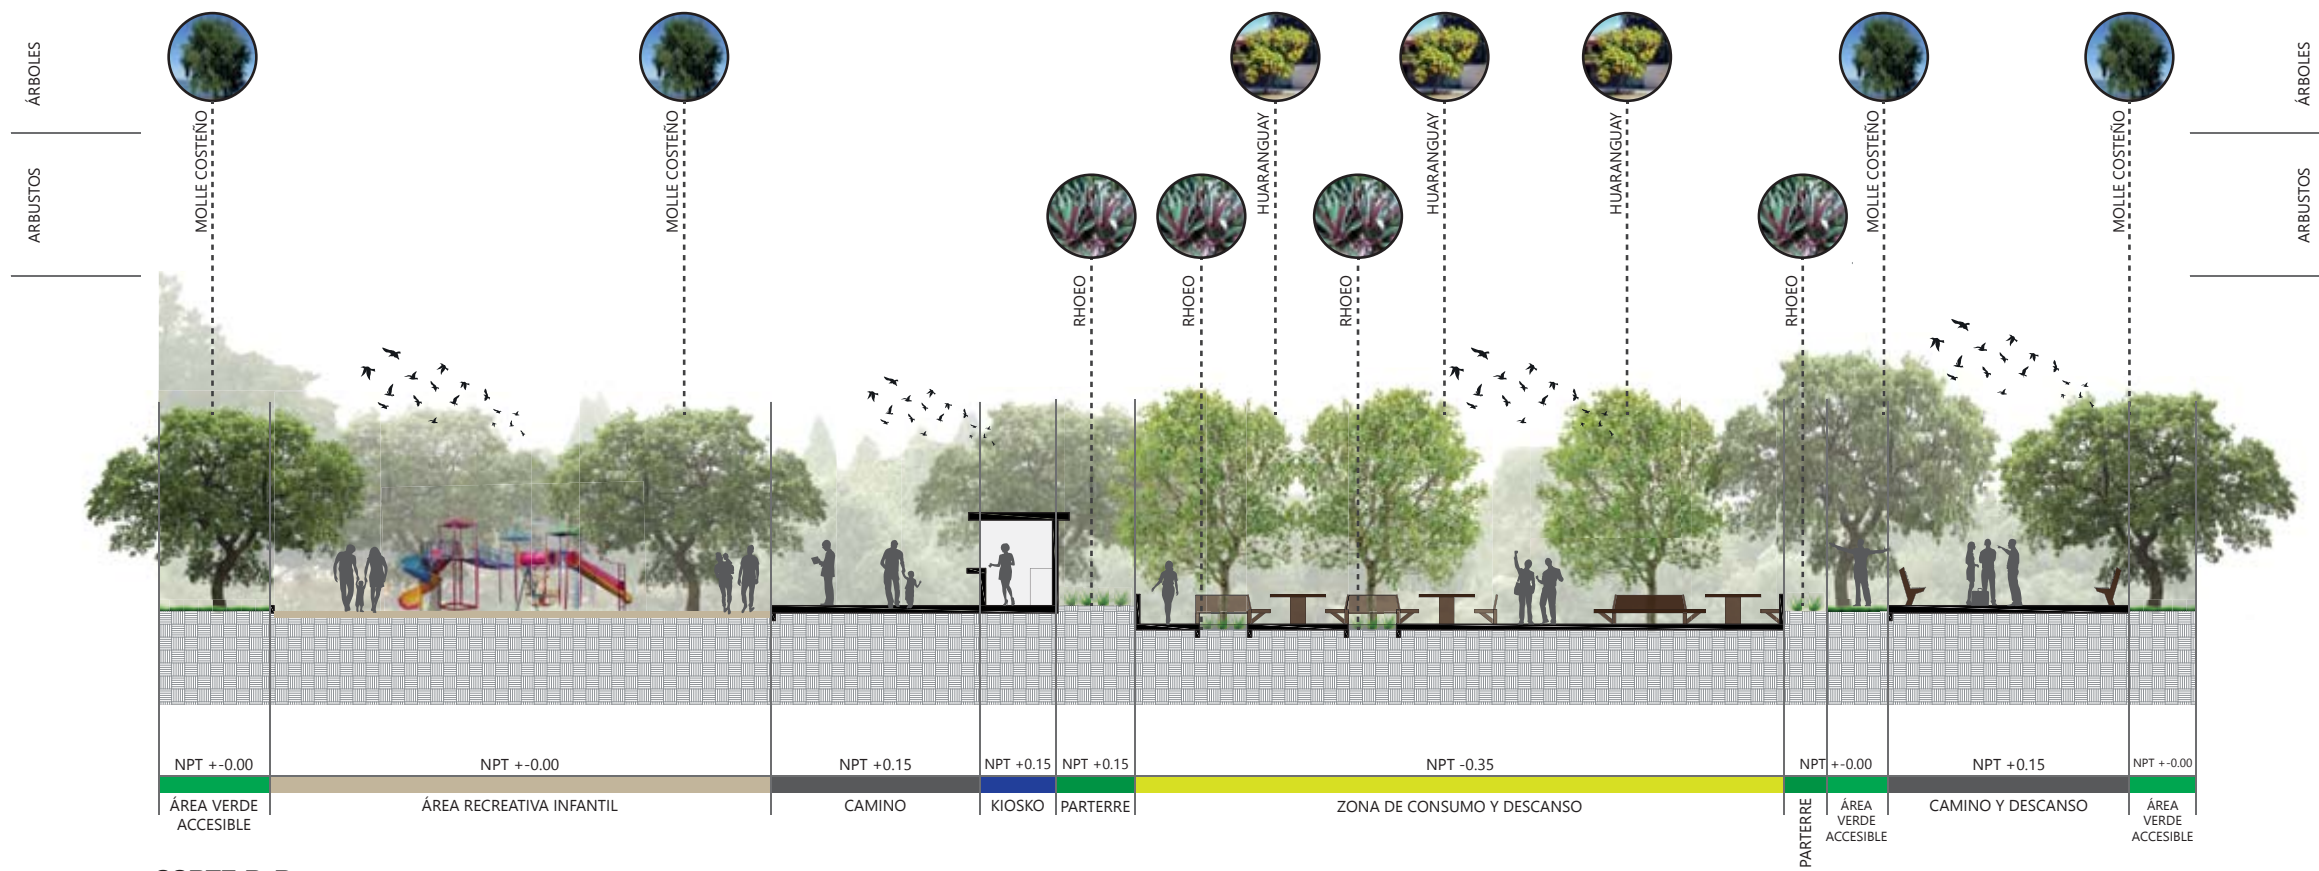 ÁRBOLES
ARBUSTOS
MOLLE COSTEÑO
MOLLE COSTEÑO
HUARANGUAY
HUARANGUAY
HUARANGUAY
MOLLE COSTEÑO
MOLLE COSTEÑO
ÁRBOLES
ARBUSTOS
RHOEO
RHOEO
RHOEO
RHOEO
NPT +-0.00
NPT +-0.00
NPT +0.15
NPT +0.15
NPT +0.15
NPT -0.35
NPT +-0.00
NPT +0.15
NPT +-0.00
ÁREA VERDE
ACCESIBLE
ÁREA RECREATIVA INFANTIL
CAMINO
KIOSKO
PARTERRE
ZONA DE CONSUMO Y DESCANSO
PARTERRE
ÁREA
VERDE
ACCESIBLE
CAMINO Y DESCANSO
ÁREA
VERDE
ACCESIBLE